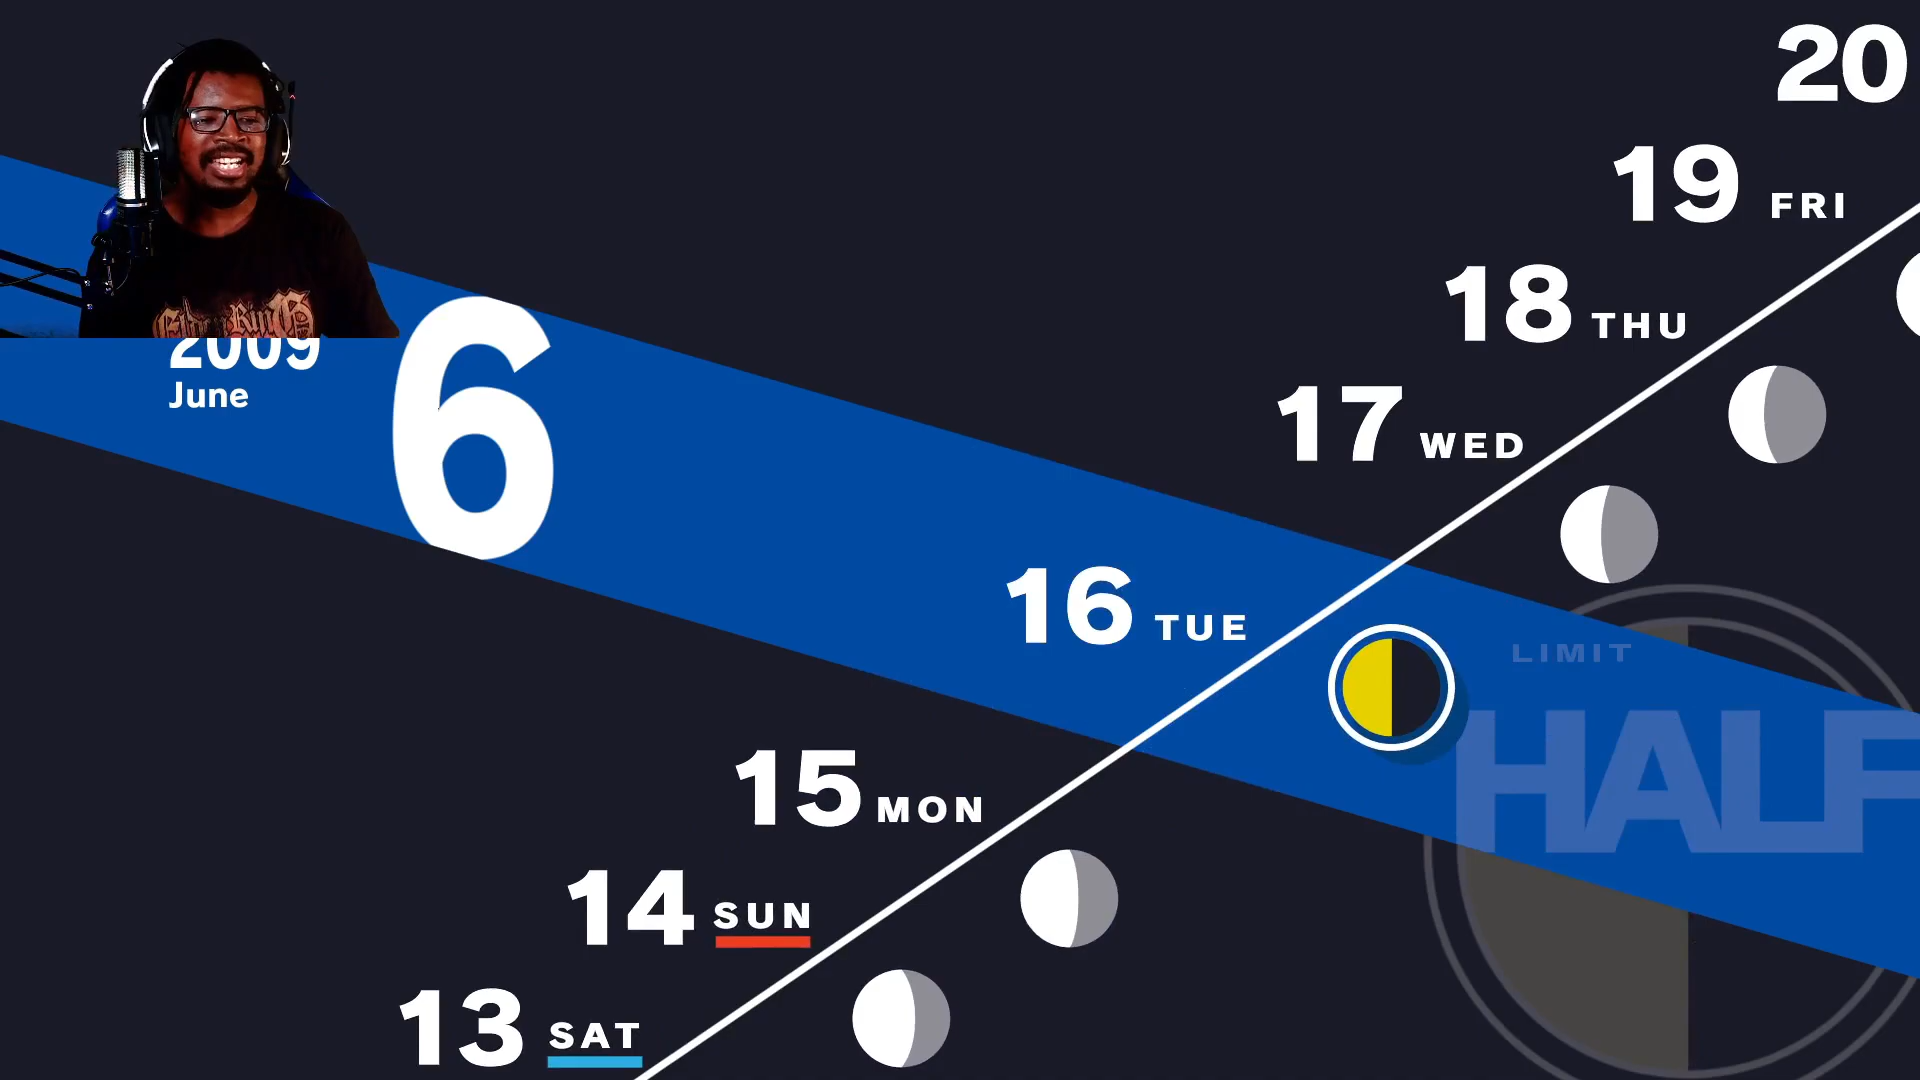 20
19 FRI
18 THU
17 WED
2009
June
6
16 TUE
LIMIT
HALF
15 MON
14 SUN
13 SAT